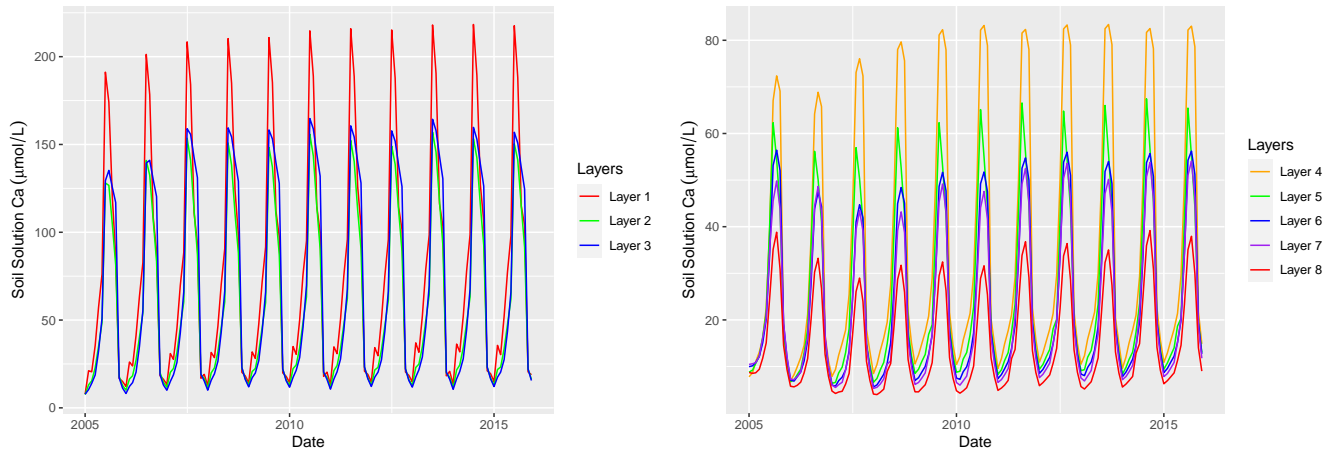 Soil Solution Ca (μmol/L)
200
150
100
50
0
2005
2010
2015
Date
Layers
Layer 1
Layer 2
Layer 3
Soil Solution Ca (μmol/L)
80
60
40
20
2005
2010
2015
Date
Layers
Layer 4
Layer 5
Layer 6
Layer 7
Layer 8